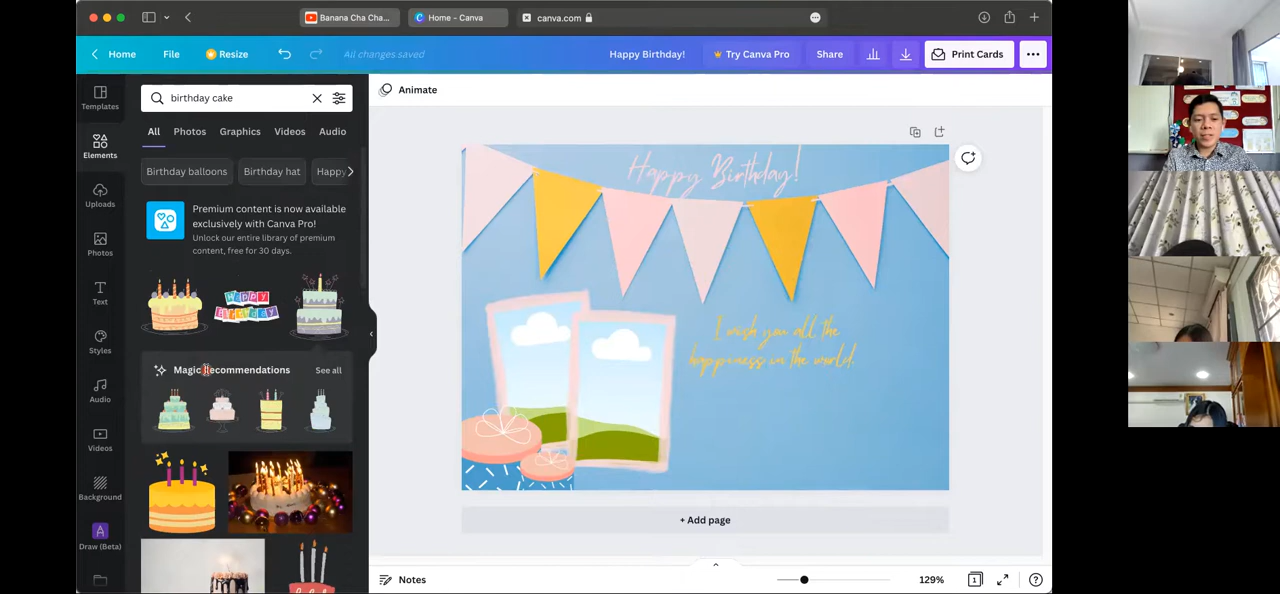 Banana Cha Cha...
Home - Canva
canva.com
Home
File
Resize
All changes saved
Happy Birthday!
Try Canva Pro
Share
Print Cards
Templates
Elements
Uploads
Photos
Text
Styles
Audio
Videos
Background
Draw (Beta)
birthday cake
All
Photos
Graphics
Videos
Audio
Birthday balloons
Birthday hat
Happy
Premium content is now available
exclusively with Canva Pro!
Unlock our entire library of premium
content, free for 30 days.
HAPPY
BIRTHDAY
Magic Recommendations
See all
Animate
Happy Birthday!
I wish you all the
happiness in the world.
+ Add page
Notes
129%
1